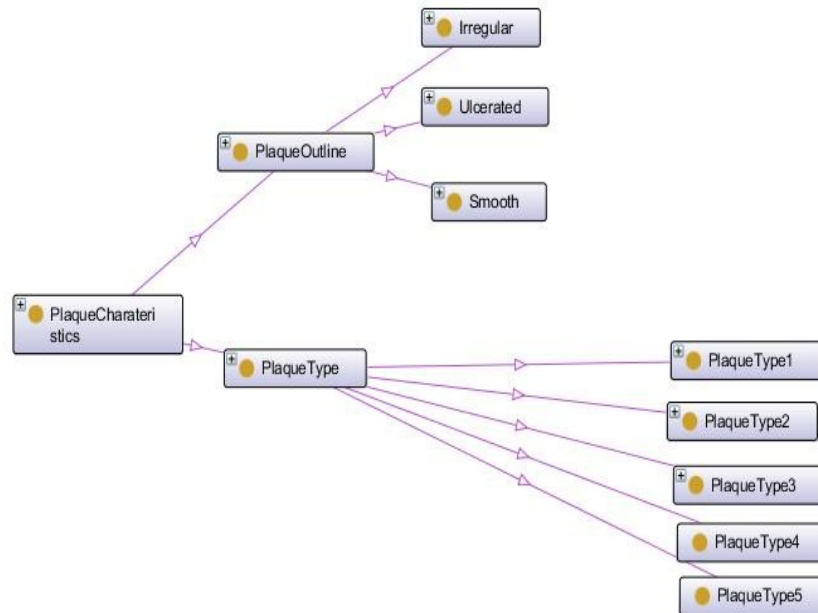 Irregular
Ulcerated
PlaqueOutline
Smooth
PlaqueCharateri
stics
PlaqueType
PlaqueType1
PlaqueType2
PlaqueType3
PlaqueType4
PlaqueType5